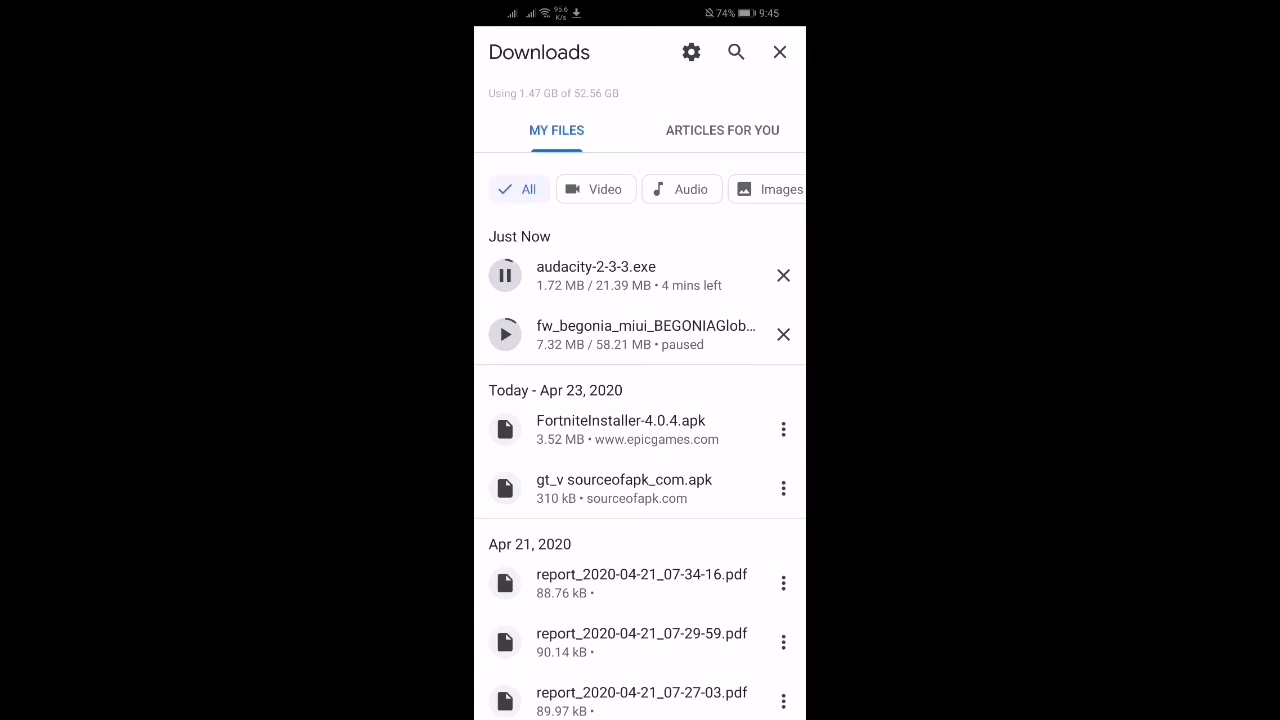 95.6 K/s 74% 9:45
Downloads
Using 1.47 GB of 52.56 GB
MY FILES ARTICLES FOR YOU
All Video Audio Images
Just Now
audacity-2-3-3.exe
1.72 MB / 21.39 MB • 4 mins left
fw_begonia_miui_BEGONIAGlob...
7.32 MB / 58.21 MB • paused
Today - Apr 23, 2020
FortniteInstaller-4.0.4.apk
3.52 MB • www.epicgames.com
gt_v sourceofapk_com.apk
310 kB • sourceofapk.com
Apr 21, 2020
report_2020-04-21_07-34-16.pdf
88.76 kB •
report_2020-04-21_07-29-59.pdf
90.14 kB •
report_2020-04-21_07-27-03.pdf
89.97 kB •